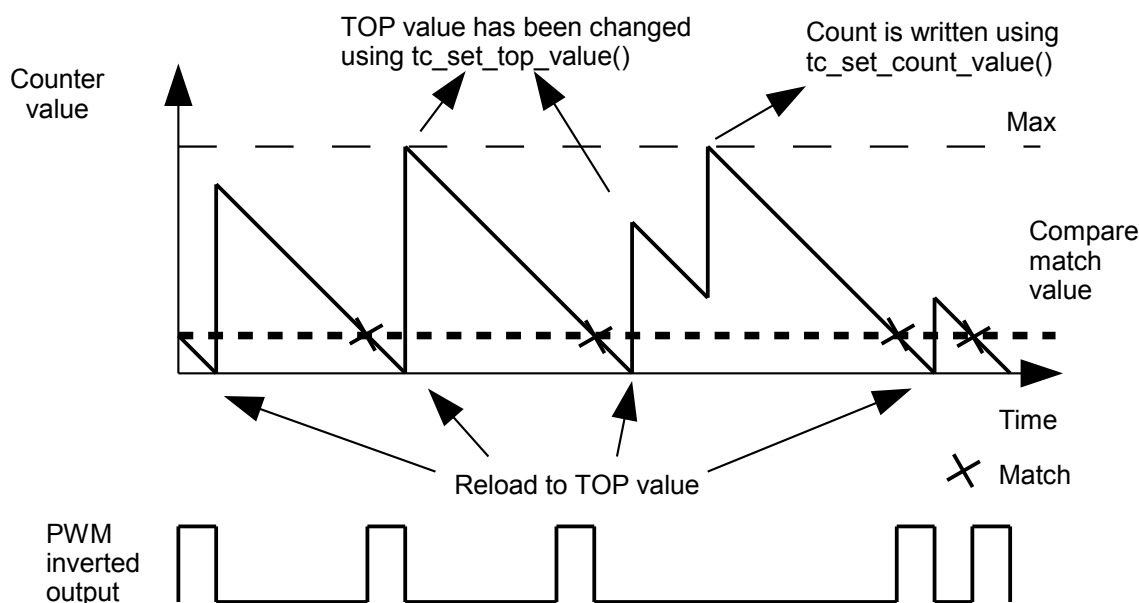 TOP value has been changed
using tc_set_top_value()
Count is written using
tc_set_count_value()
Counter
value
Max
Compare
match
value
Time
Reload to TOP value
Match
PWM
inverted
output